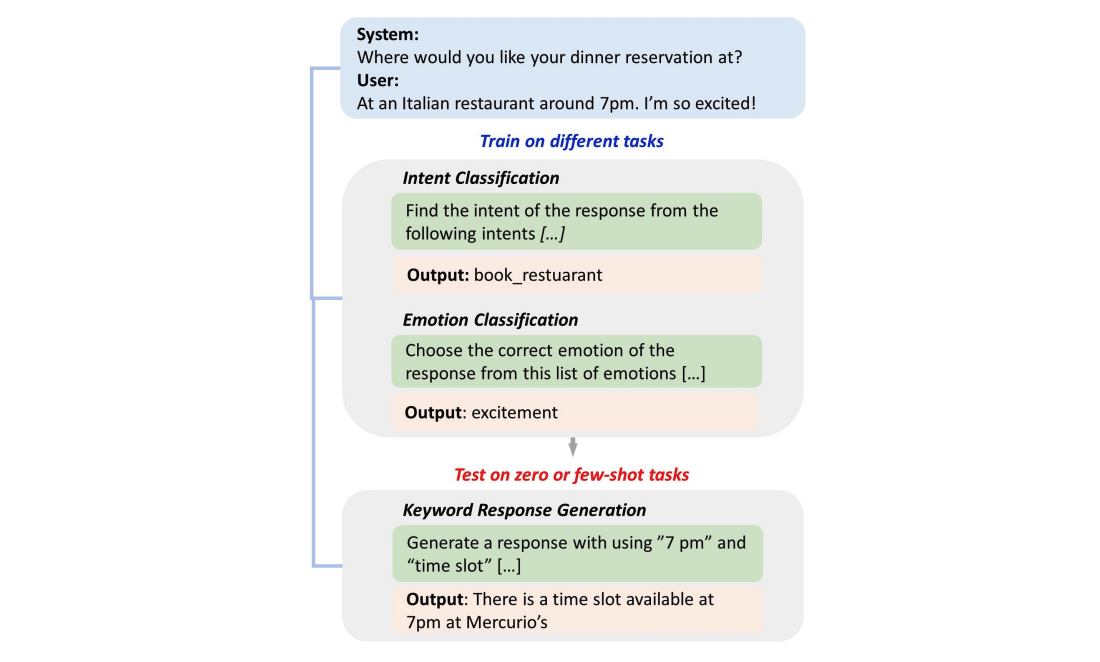 System:
Where would you like your dinner reservation at?
User:
At an Italian restaurant around 7pm. I’m so excited!
Train on different tasks
Intent Classification
Find the intent of the response from the
following intents […]
Output: book_restuarant
Emotion Classification
Choose the correct emotion of the
response from this list of emotions […]
Output: excitement
Test on zero or few-shot tasks
Keyword Response Generation
Generate a response with using ”7 pm” and
“time slot” […]
Output: There is a time slot available at
7pm at Mercurio’s